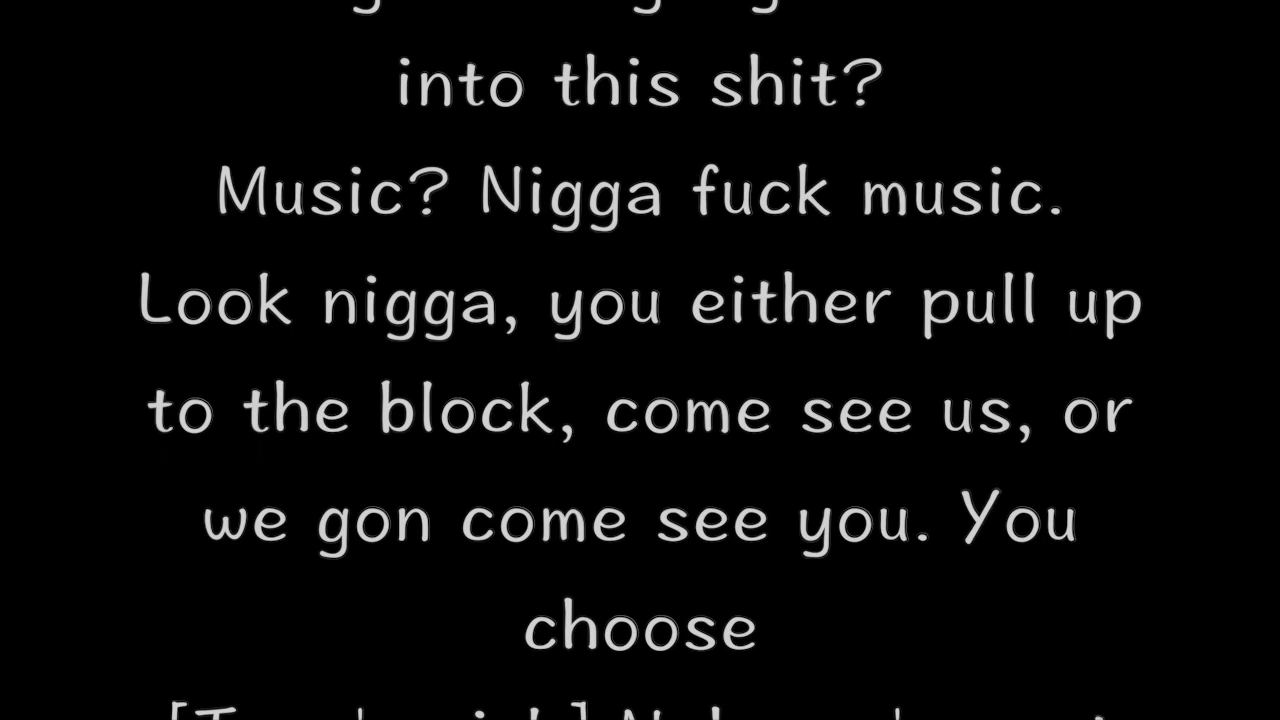 into this shit?
Music? Nigga fuck music.
Look nigga, you either pull up
to the block, come see us, or
we gon come see you. You
choose